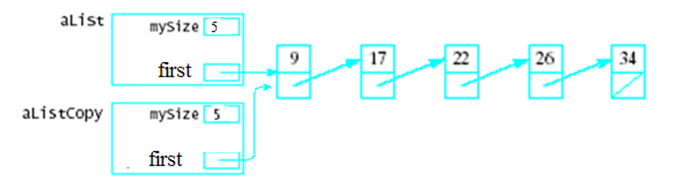 aList mySize 5
first
9 17 22 26 34
aListCopy mySize 5
first